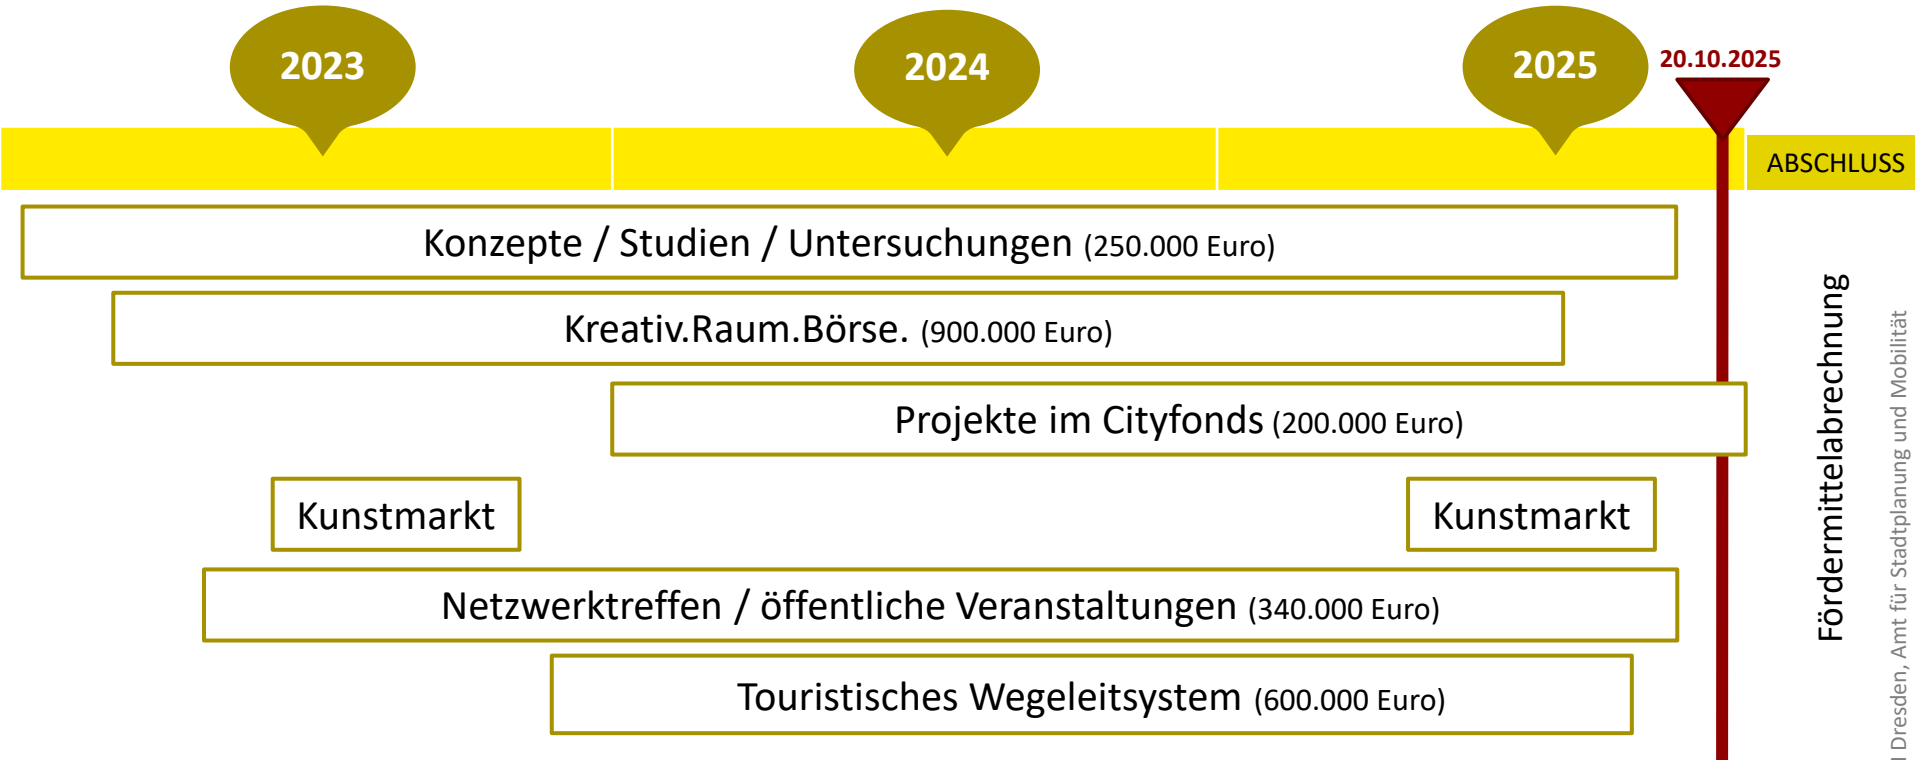 2023
2024
2025
20.10.2025
ABSCHLUSS
Konzepte / Studien / Untersuchungen (250.000 Euro)
Kreativ.Raum.Börse. (900.000 Euro)
Projekte im Cityfonds (200.000 Euro)
Kunstmarkt
Kunstmarkt
Netzwerktreffen / öffentliche Veranstaltungen (340.000 Euro)
Touristisches Wegeleitsystem (600.000 Euro)
Fördermittelabrechnung
Dresden, Amt für Stadtplanung und Mobilität